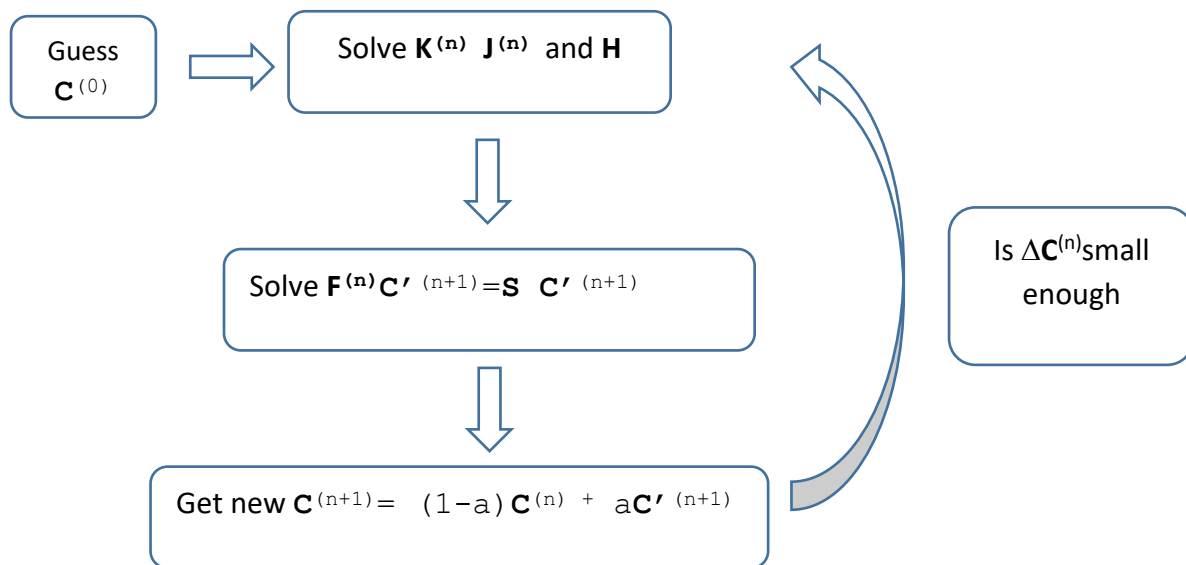 Guess
C⁽⁰⁾
Solve K⁽ⁿ⁾ J⁽ⁿ⁾ and H
Solve F⁽ⁿ⁾C′ ⁽ⁿ⁺¹⁾=S C′ ⁽ⁿ⁺¹⁾
Get new C⁽ⁿ⁺¹⁾= (1-a)C⁽ⁿ⁾ ⁺ aC′ ⁽ⁿ⁺¹⁾
Is ΔC⁽ⁿ⁾small
enough